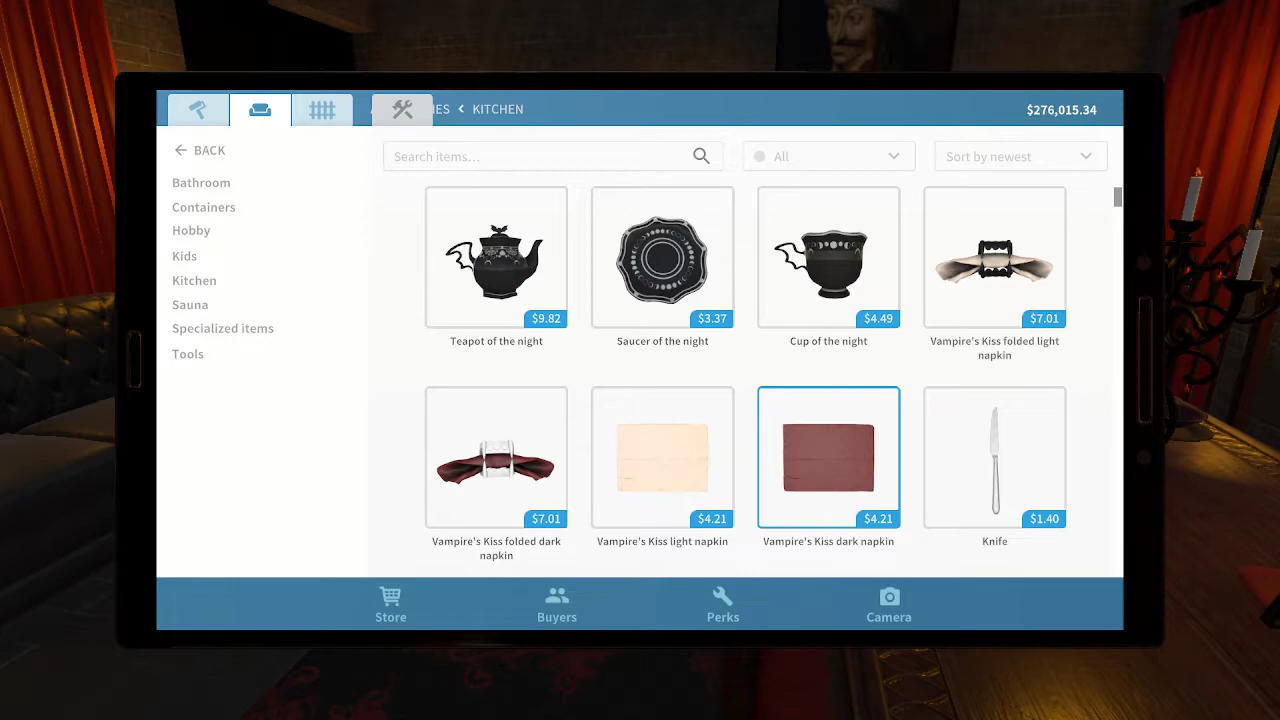 ES < KITCHEN
$276,015.34
BACK
Bathroom
Containers
Hobby
Kids
Kitchen
Sauna
Specialized items
Tools
Search items...
All
Sort by newest
$9.82
Teapot of the night
$3.37
Saucer of the night
$4.49
Cup of the night
$7.01
Vampire's Kiss folded light
napkin
$7.01
Vampire's Kiss folded dark
napkin
$4.21
Vampire's Kiss light napkin
$4.21
Vampire's Kiss dark napkin
$1.40
Knife
Store
Buyers
Perks
Camera